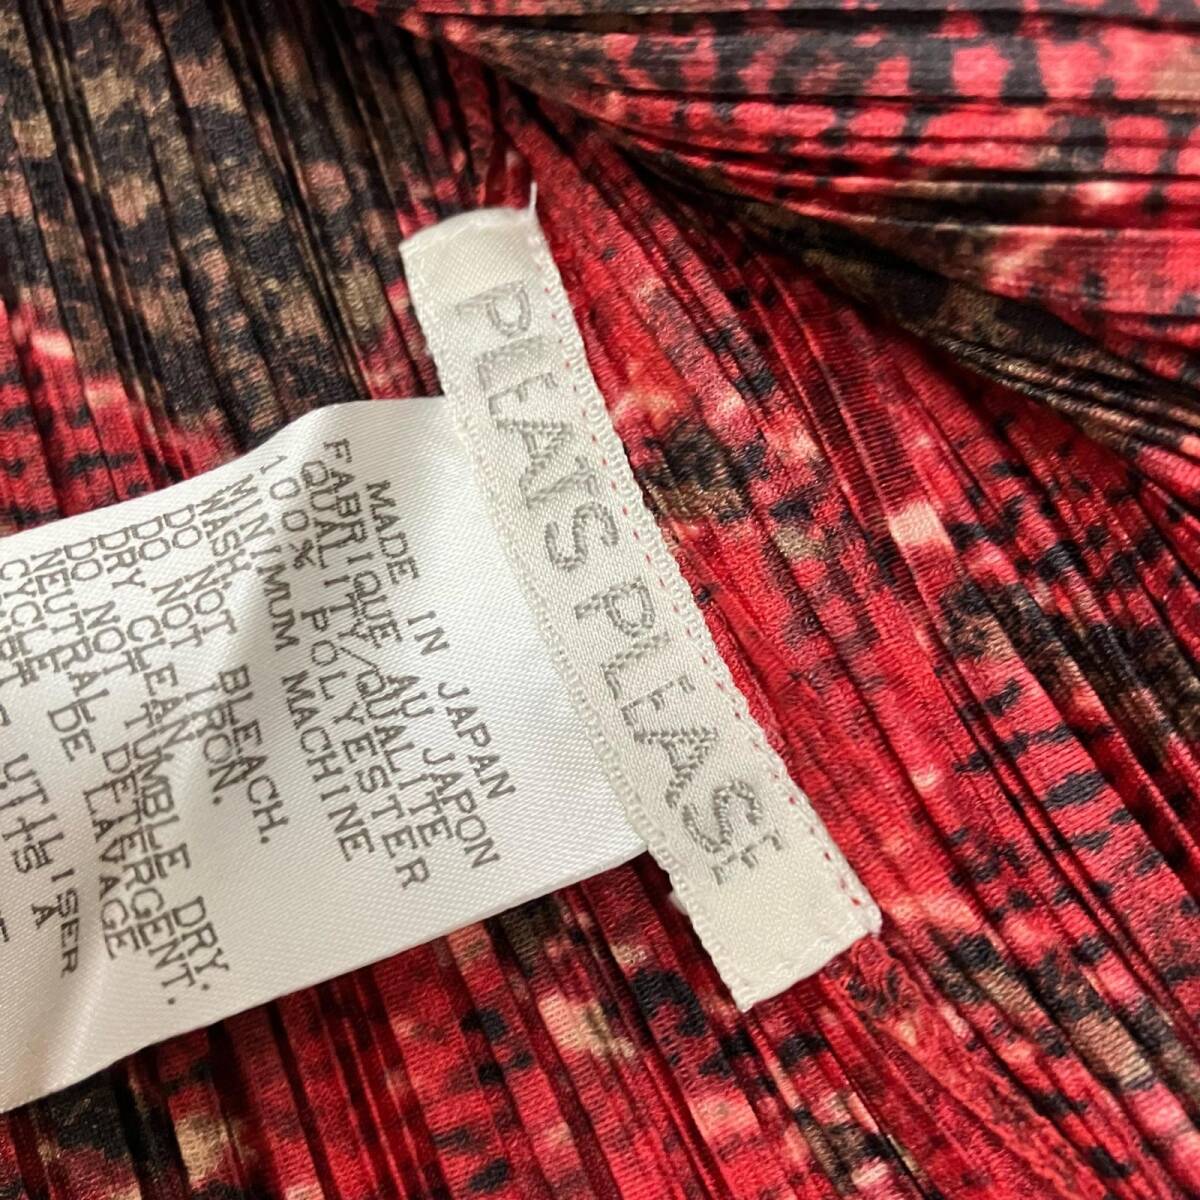 PLEATS PLEASE
MADE IN JAPAN
FABRIQUE AU JAPON
QUALITY/QUALITE
100% POLYESTER
MINIMUM MACHINE
WASH.
DO NOT BLEACH.
DO NOT IRON.
DRY CLEAN
DO NOT TUMBLE DRY.
NEUTRAL DETERGENT.
CYCLE DE LAVAGE
UTILISER